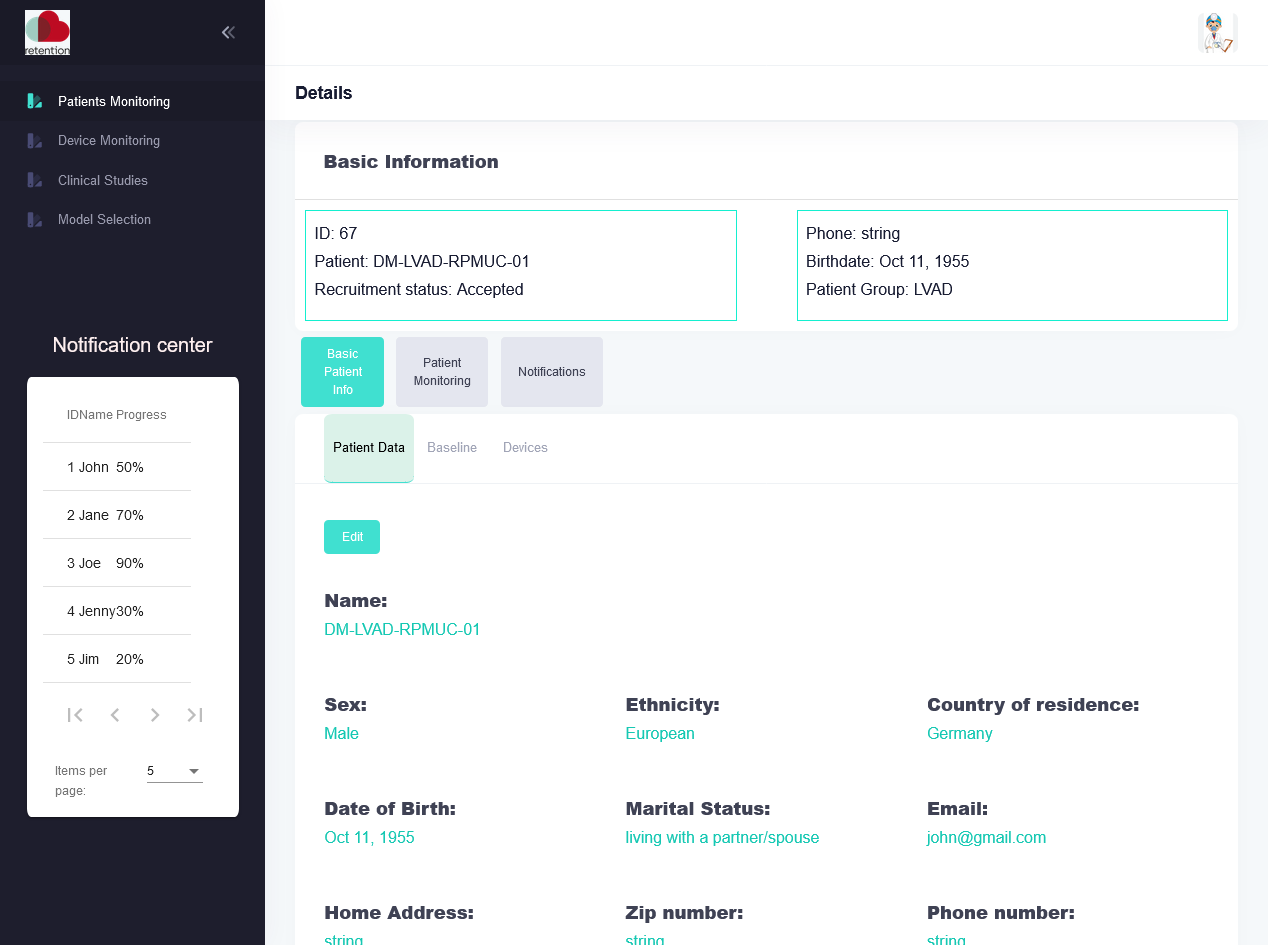 retention
Patients Monitoring
Device Monitoring
Clinical Studies
Model Selection
Notification center
IDName Progress
1 John 50%
2 Jane 70%
3 Joe 90%
4 Jenny30%
5 Jim 20%
Items per
page:
5
Details
Basic Information
ID: 67
Patient: DM-LVAD-RPMUC-01
Recruitment status: Accepted
Phone: string
Birthdate: Oct 11, 1955
Patient Group: LVAD
Basic
Patient
Info
Patient
Monitoring
Notifications
Patient Data
Baseline
Devices
Edit
Name:
DM-LVAD-RPMUC-01
Sex:
Male
Ethnicity:
European
Country of residence:
Germany
Date of Birth:
Oct 11, 1955
Marital Status:
living with a partner/spouse
Email:
john@gmail.com
Home Address:
string
Zip number:
string
Phone number:
string